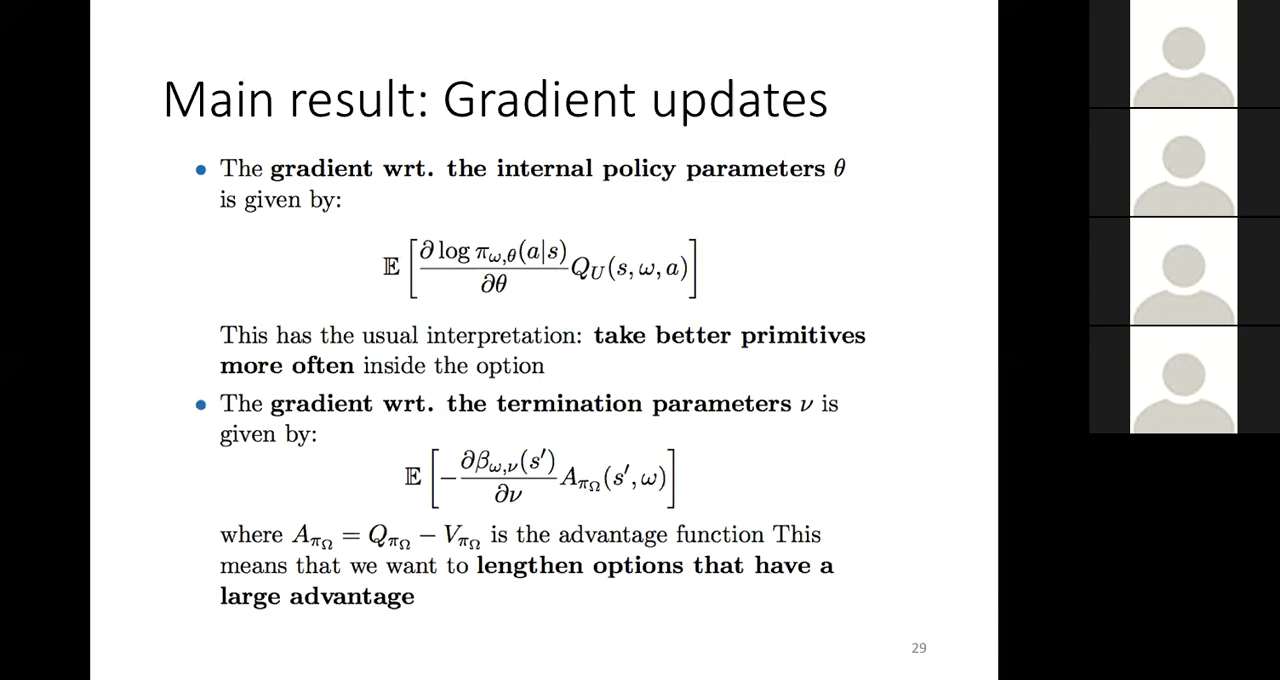 Main result: Gradient updates
• The gradient wrt. the internal policy parameters θ
is given by:
𝔼 [ ∂ log π_{ω,θ}(a|s) / ∂θ Q_U(s, ω, a) ]
This has the usual interpretation: take better primitives
more often inside the option
• The gradient wrt. the termination parameters ν is
given by:
𝔼 [ − ∂β_{ω,ν}(s′) / ∂ν A_{π_Ω}(s′, ω) ]
where A_{π_Ω} = Q_{π_Ω} − V_{π_Ω} is the advantage function This
means that we want to lengthen options that have a
large advantage
29